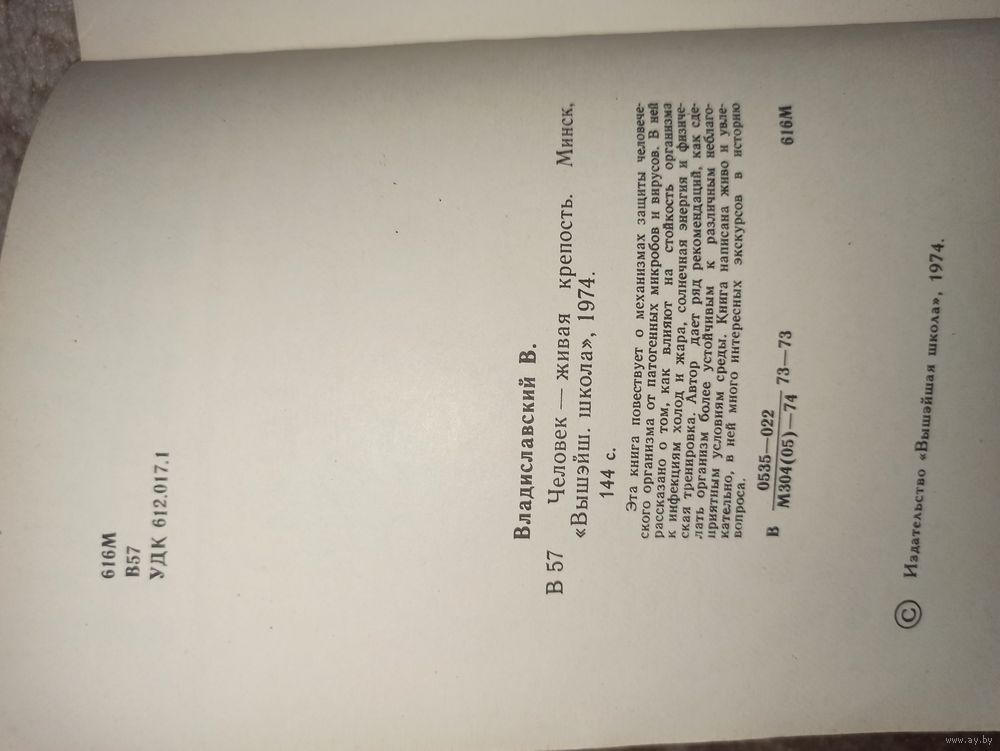 616М
В57
УДК 612.017.1
Владиславский В.
В 57 Человек — живая крепость. Минск,
«Вышэйш. школа», 1974.
144 с.
Эта книга повествует о механизмах защиты человече-
ского организма от патогенных микробов и вирусов. В ней
рассказано о том, как влияют на стойкость организма
к инфекциям холод и жара, солнечная энергия и физиче-
ская тренировка. Автор дает ряд рекомендаций, как сде-
лать организм более устойчивым к различным неблаго-
приятным условиям среды. Книга написана живо и увле-
кательно, в ней много интересных экскурсов в историю
вопроса.
0535—022
В М304(05)—74 73—73 616М
© Издательство «Вышэйшая школа», 1974.
www.ay.by